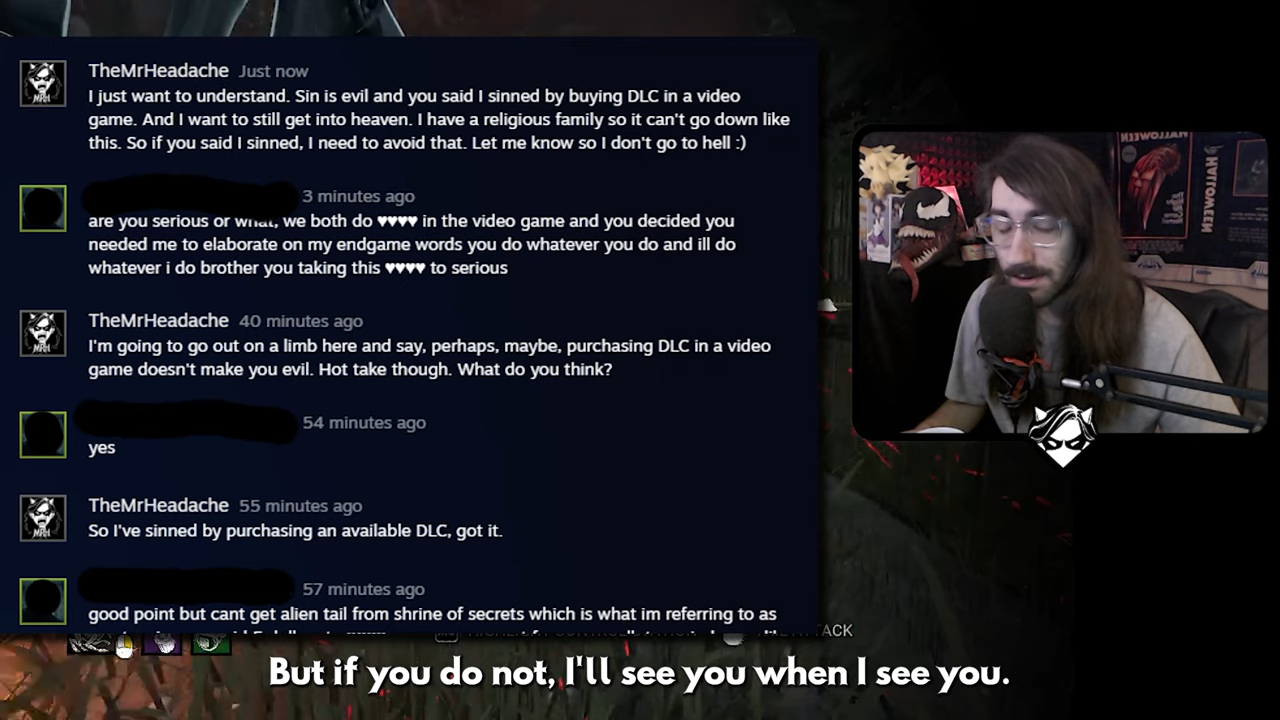 TheMrHeadache Just now
I just want to understand. Sin is evil and you said I sinned by buying DLC in a video
game. And I want to still get into heaven. I have a religious family so it can't go down like
this. So if you said I sinned, I need to avoid that. Let me know so I don't go to hell :)
3 minutes ago
are you serious or what, we both do ♥♥♥♥ in the video game and you decided you
needed me to elaborate on my endgame words you do whatever you do and ill do
whatever i do brother you taking this ♥♥♥♥ to serious
TheMrHeadache 40 minutes ago
I'm going to go out on a limb here and say, perhaps, maybe, purchasing DLC in a video
game doesn't make you evil. Hot take though. What do you think?
54 minutes ago
yes
TheMrHeadache 55 minutes ago
So I've sinned by purchasing an available DLC, got it.
57 minutes ago
good point but cant get alien tail from shrine of secrets which is what im referring to as
But if you do not, I'll see you when I see you.
HALLOWEEN
HALLOWEEN
MRH
MRH
MRH